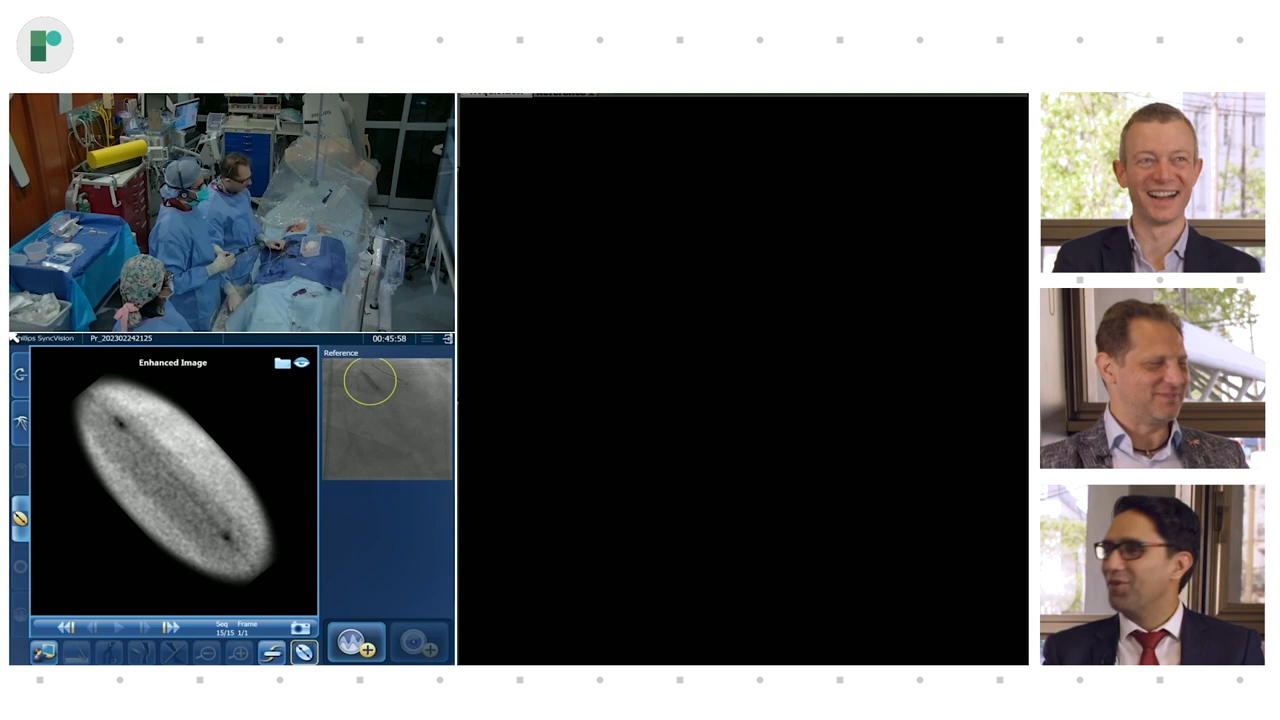 Philips SyncVision
Pr_202302242125
00:45:58
Enhanced Image
Reference
Seq Frame
15/15 1/1